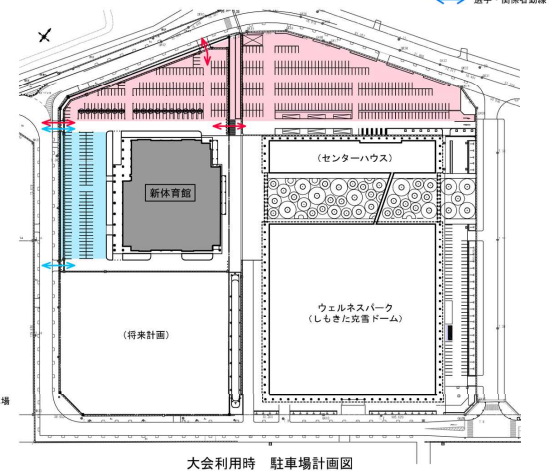 選手・関係者動線
(センターハウス)
新体育館
ウェルネスパーク
(しもきた克雪ドーム)
(将来計画)
場
大会利用時 駐車場計画図